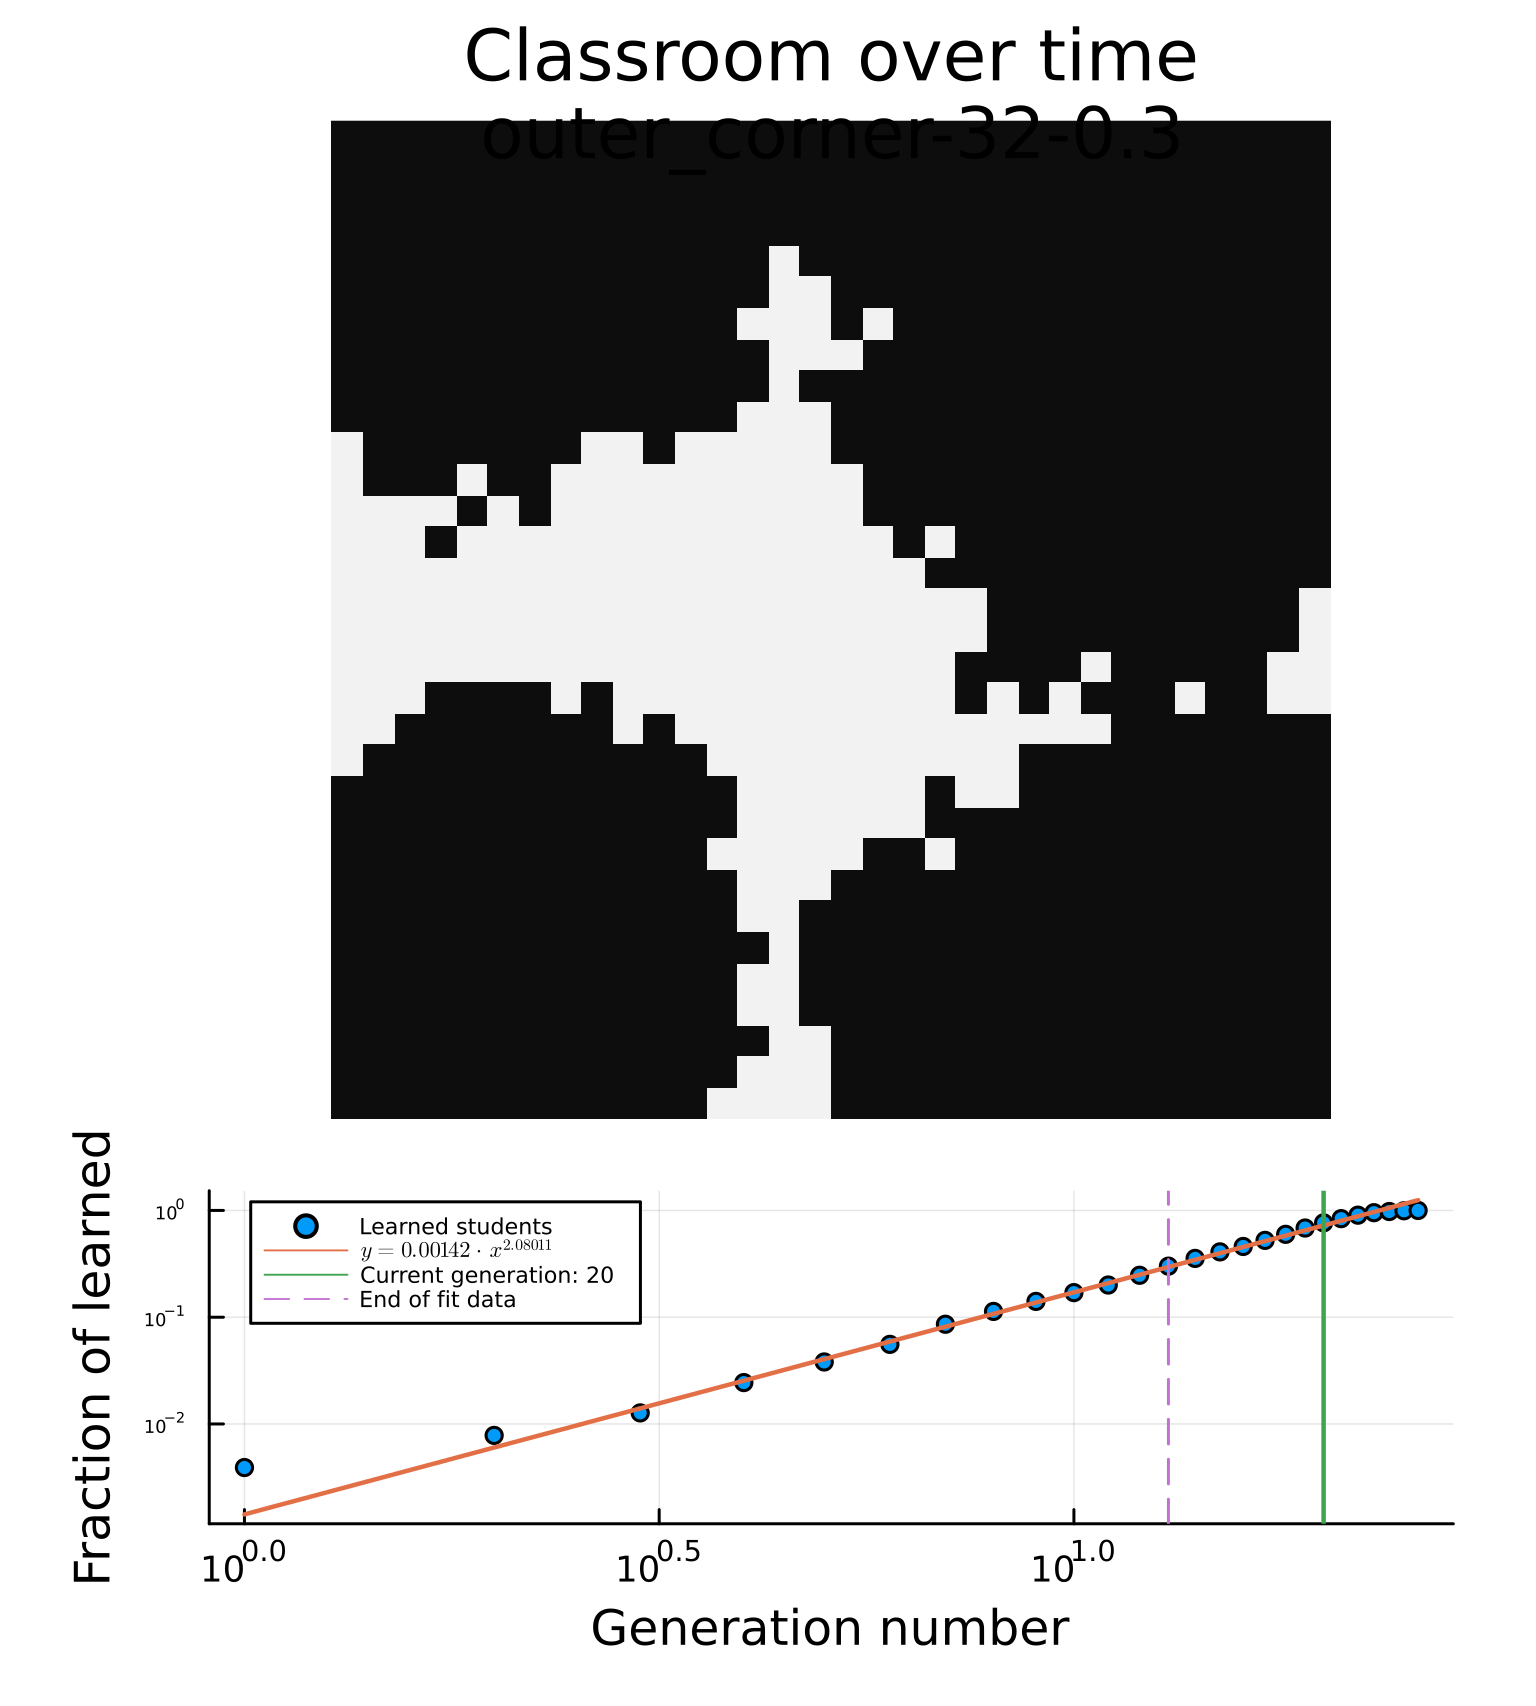 Classroom over time
outer_corner-32-0.3
Fraction of learned
10^0
10^−1
10^−2
Learned students
y = 0.00142 · x^2.08011
Current generation: 20
End of fit data
10^0.0
10^0.5
10^1.0
Generation number